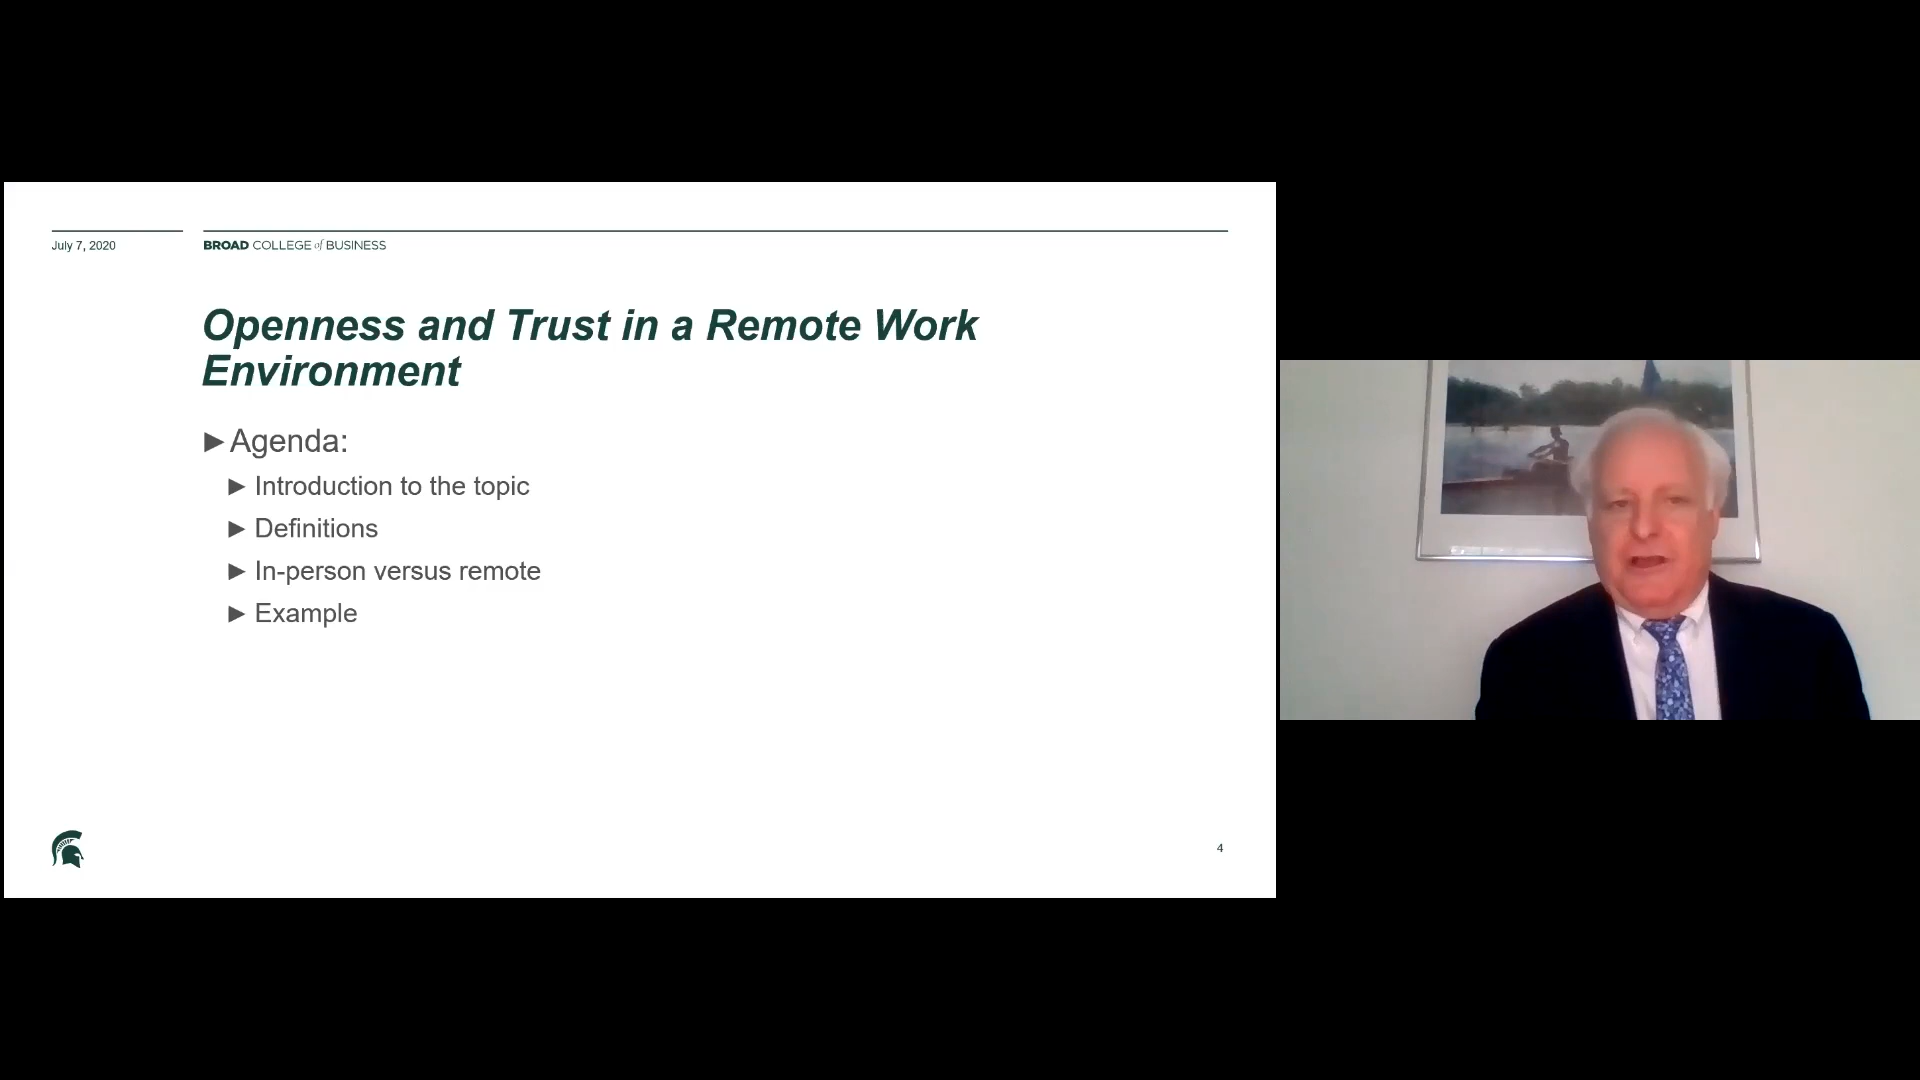 July 7, 2020
BROAD COLLEGE of BUSINESS
Openness and Trust in a Remote Work
Environment
►Agenda:
► Introduction to the topic
► Definitions
► In-person versus remote
► Example
4